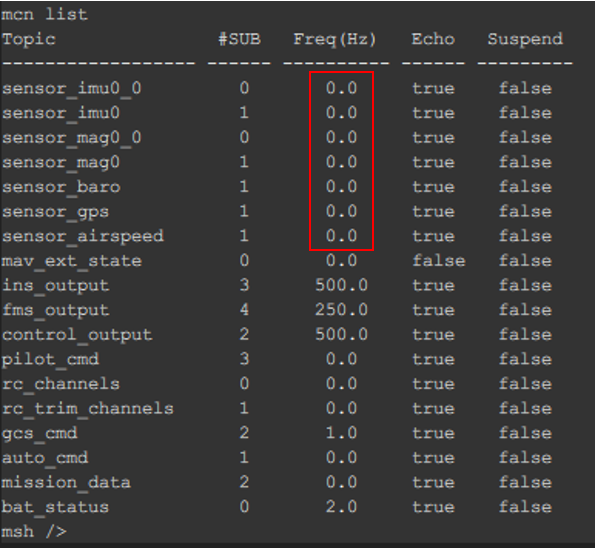 mcn list
Topic #SUB Freq(Hz) Echo Suspend
------------------ ------ ---------- ------ ---------
sensor_imu0_0 0 0.0 true false
sensor_imu0 1 0.0 true false
sensor_mag0_0 0 0.0 true false
sensor_mag0 1 0.0 true false
sensor_baro 1 0.0 true false
sensor_gps 1 0.0 true false
sensor_airspeed 1 0.0 true false
mav_ext_state 0 0.0 false false
ins_output 3 500.0 true false
fms_output 4 250.0 true false
control_output 2 500.0 true false
pilot_cmd 3 0.0 true false
rc_channels 0 0.0 true false
rc_trim_channels 1 0.0 true false
gcs_cmd 2 1.0 true false
auto_cmd 1 0.0 true false
mission_data 2 0.0 true false
bat_status 0 2.0 true false
msh />